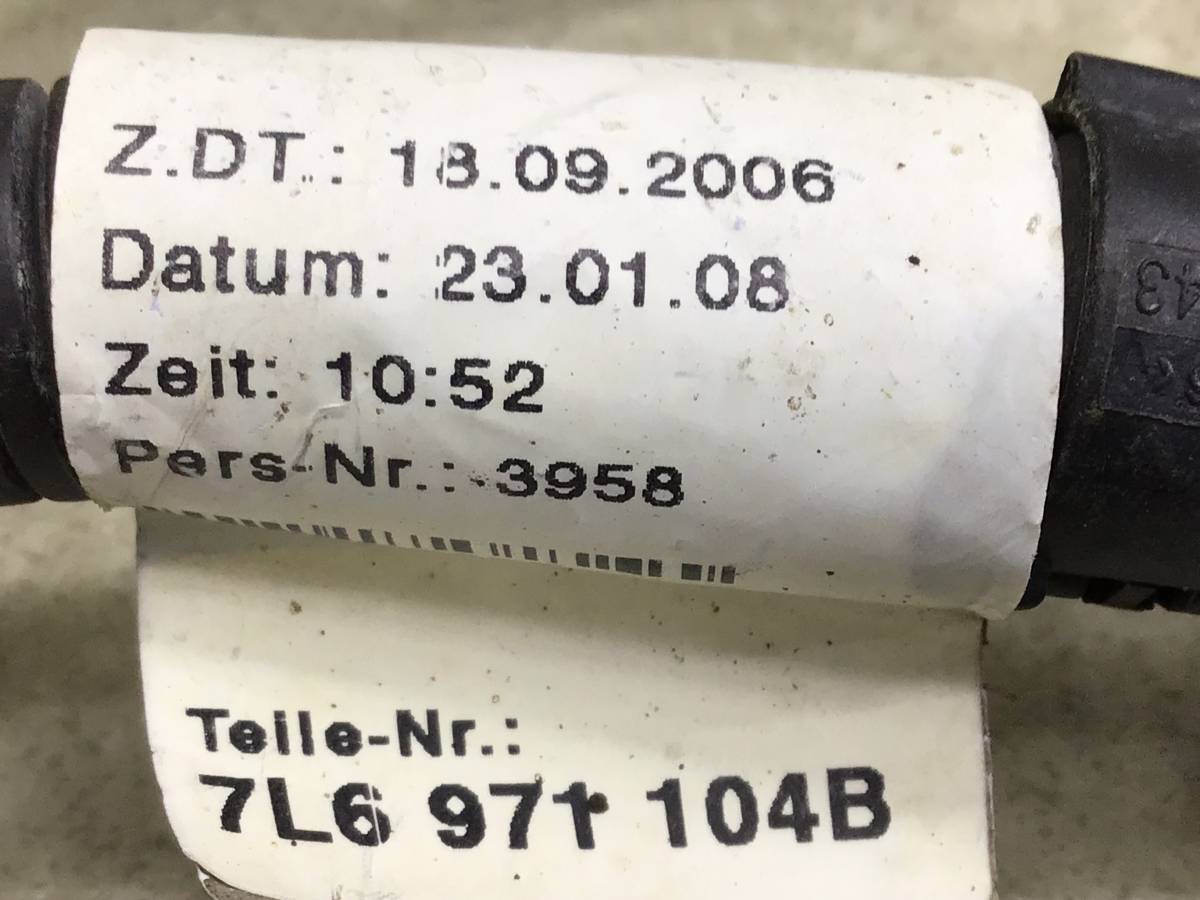 Z.DT.: 18.09.2006
Datum: 23.01.08
Zeit: 10:52
Pers-Nr.: 3958
43
Teile-Nr.:
7L6 971 104B